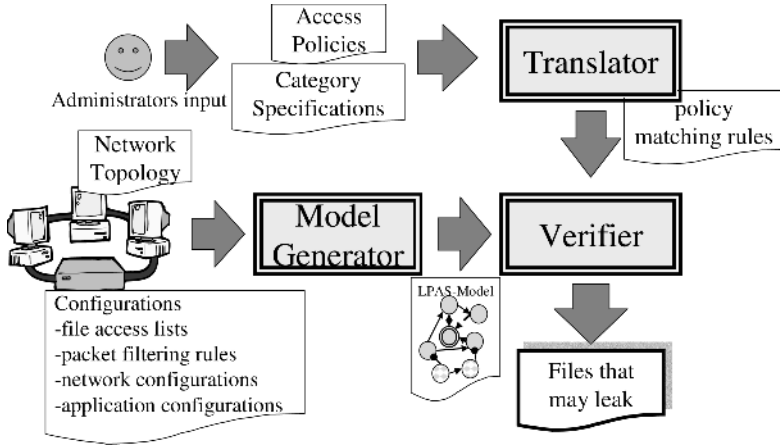 Access
Policies
Category
Specifications
Administrators input
Translator
policy
matching rules
Network
Topology
Model
Generator
Verifier
LPAS-Model
Configurations
-file access lists
-packet filtering rules
-network configurations
-application configurations
Files that
may leak